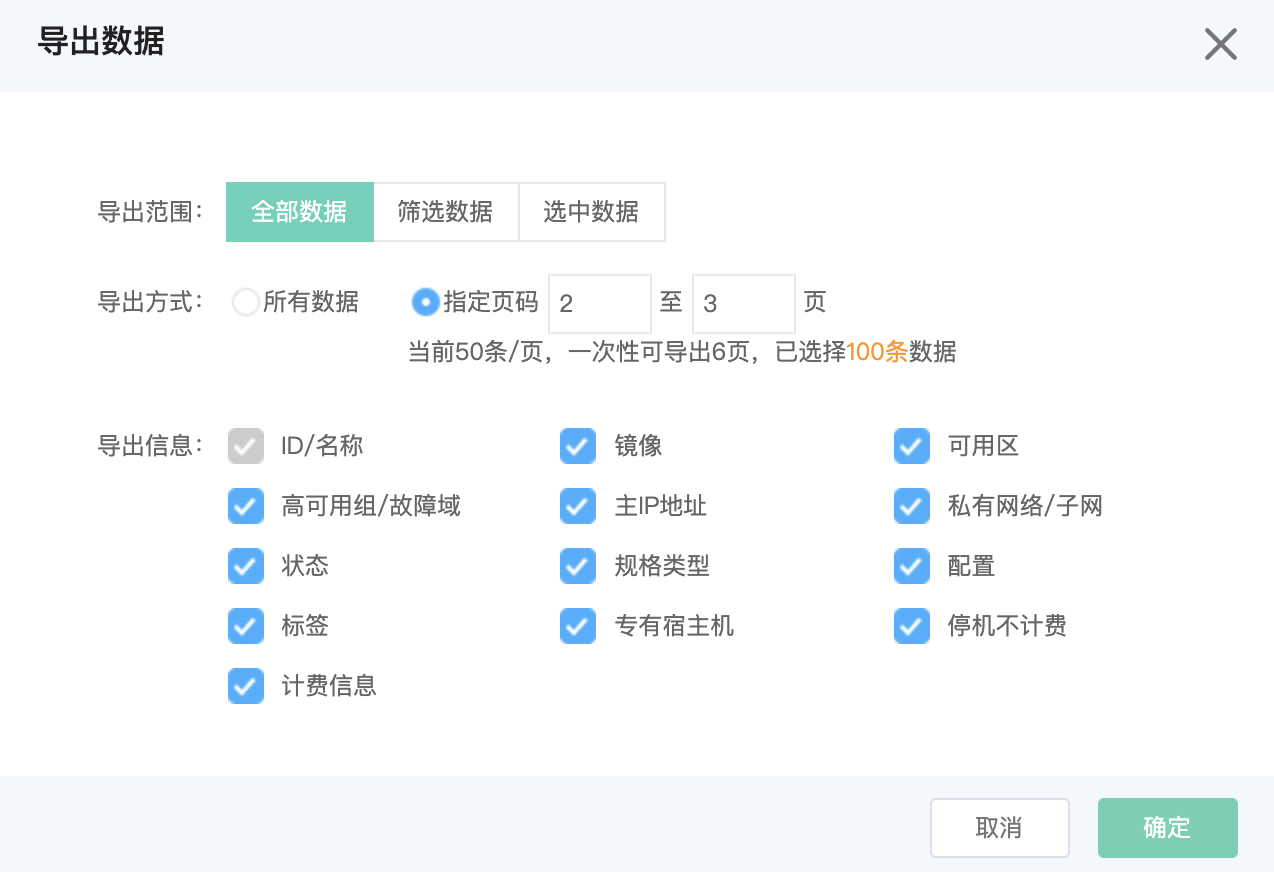 导出数据
导出范围： 全部数据 筛选数据 选中数据
导出方式： 所有数据 指定页码 2 至 3 页
当前50条/页，一次性可导出6页，已选择100条数据
导出信息： ID/名称 镜像 可用区
高可用组/故障域 主IP地址 私有网络/子网
状态 规格类型 配置
标签 专有宿主机 停机不计费
计费信息
取消 确定